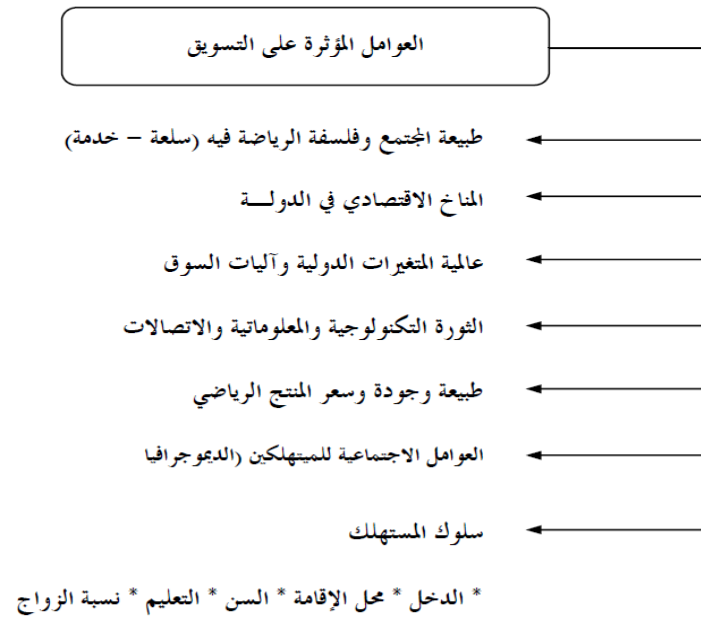 العوامل المؤثرة على التسويق
طبيعة المجتمع وفلسفة الرياضة فيه (سلعة – خدمة)
المناخ الاقتصادي في الدولـــة
عالمية المتغيرات الدولية وآليات السوق
الثورة التكنولوجية والمعلوماتية والاتصالات
طبيعة وجودة وسعر المنتج الرياضي
العوامل الاجتماعية للميتهلكين (الديموجرافيا
سلوك المستهلك
* الدخل * محل الإقامة * السن * التعليم * نسبة الزواج